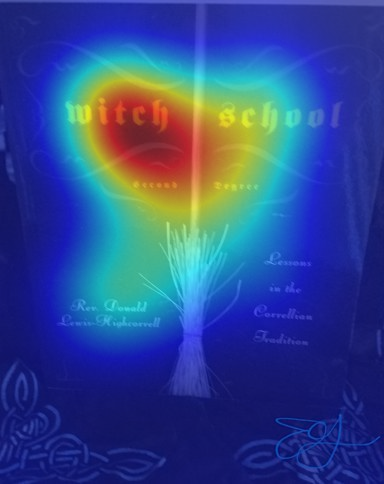 witch school
Second Degree
Lessons
in the
Correllian
Tradition
Rev. Donald
Lewis-Highcorrell